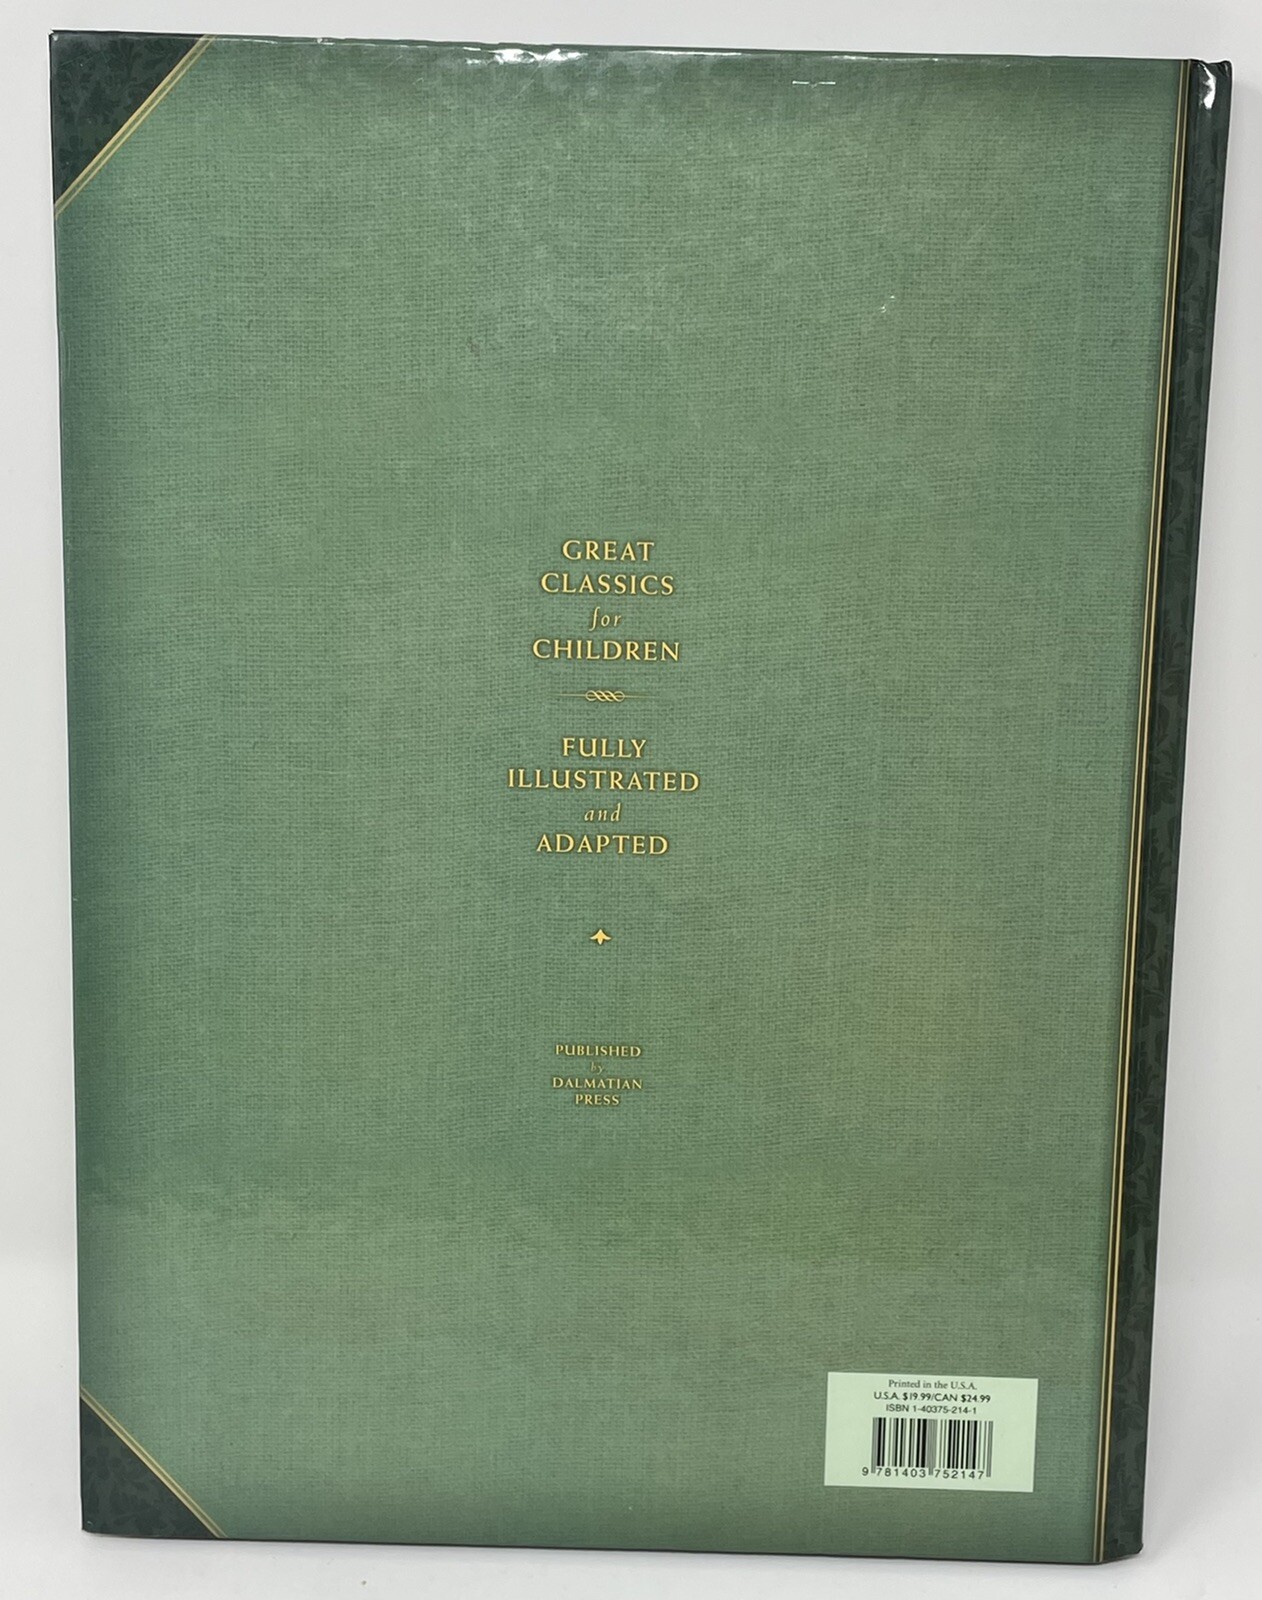 GREAT
CLASSICS
for
CHILDREN
FULLY
ILLUSTRATED
and
ADAPTED
PUBLISHED
by
DALMATIAN
PRESS
Printed in the U.S.A.
U.S.A. $19.99/CAN $24.99
ISBN 1-40375-214-1
9 781403 752147